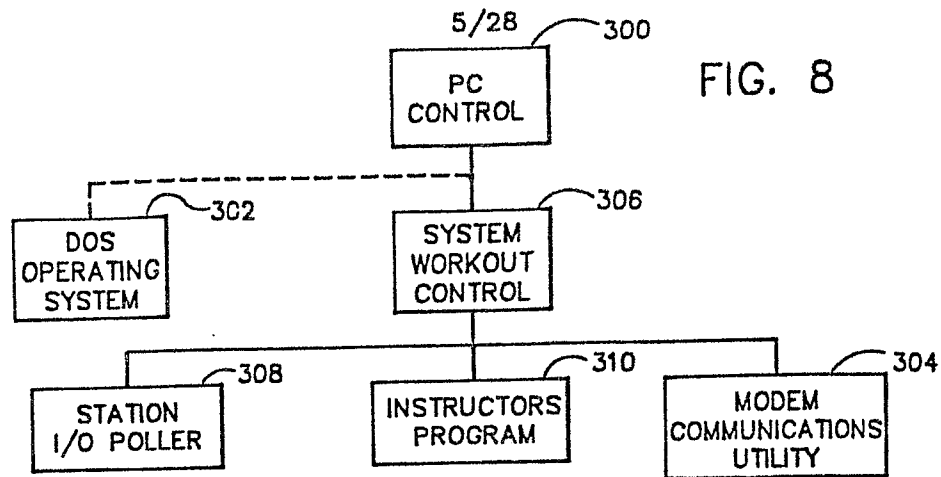 5/28
300
FIG. 8
PC
CONTROL
302
306
DOS
OPERATING
SYSTEM
SYSTEM
WORKOUT
CONTROL
308
310
304
STATION
I/O POLLER
INSTRUCTORS
PROGRAM
MODEM
COMMUNICATIONS
UTILITY